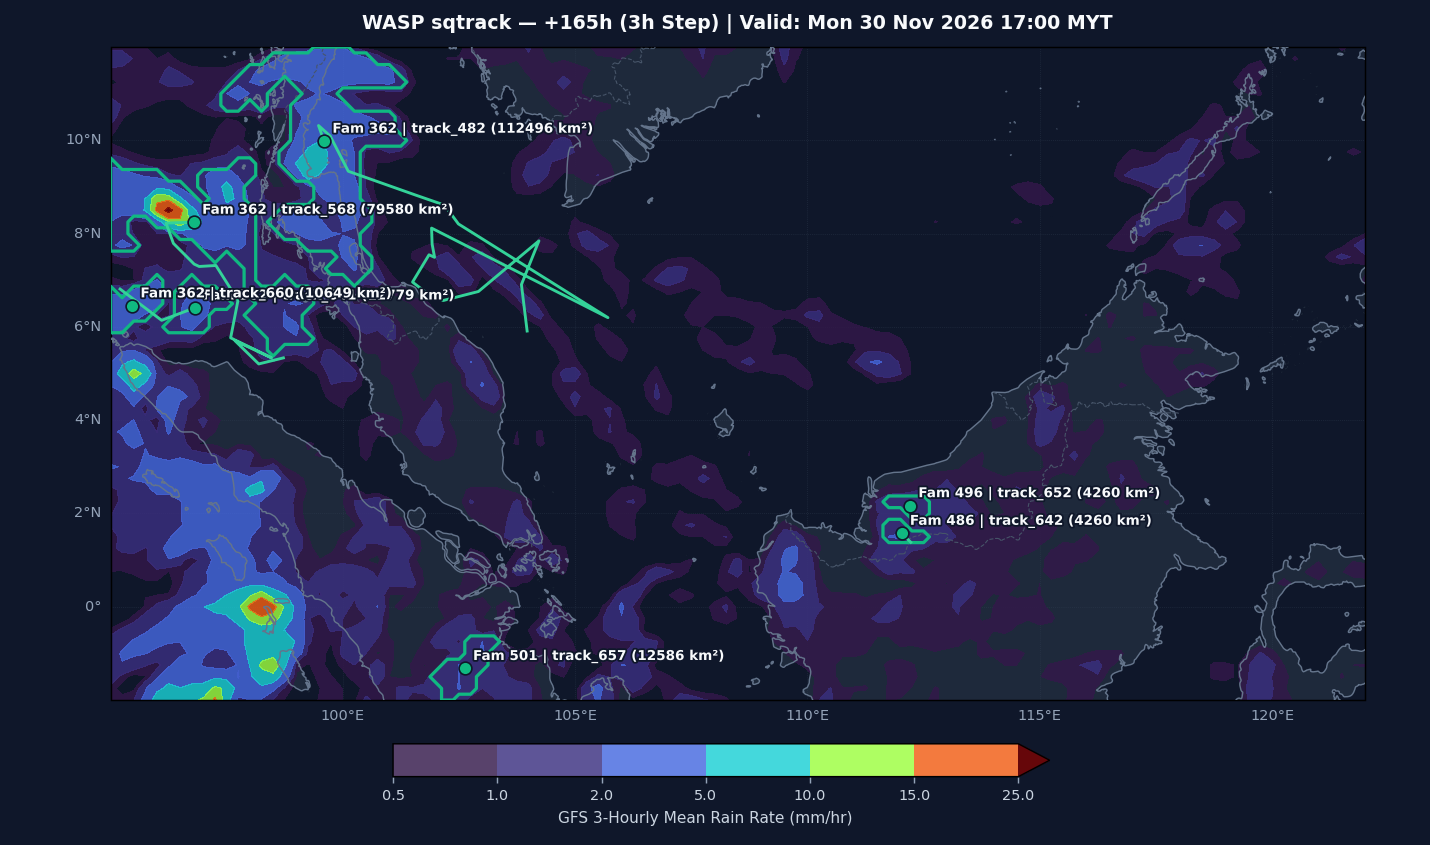 WASP sqtrack — +165h (3h Step) | Valid: Mon 30 Nov 2026 17:00 MYT
10°N
8°N
6°N
4°N
2°N
0°
Fam 362 | track_482 (112496 km²)
Fam 362 | track_568 (79580 km²)
Fam 362 | track_660 (10649 km²)
779 km²)
Fam 496 | track_652 (4260 km²)
Fam 486 | track_642 (4260 km²)
Fam 501 | track_657 (12586 km²)
100°E
105°E
110°E
115°E
120°E
0.5
1.0
2.0
5.0
10.0
15.0
25.0
GFS 3-Hourly Mean Rain Rate (mm/hr)